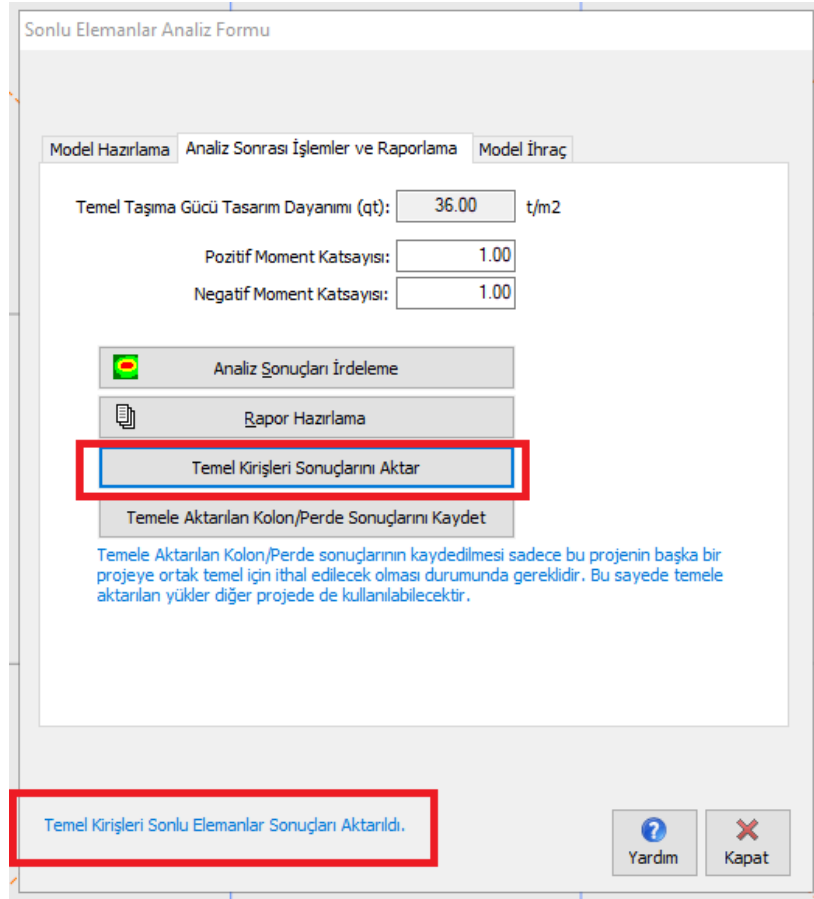 Sonlu Elemanlar Analiz Formu
Model Hazırlama Analiz Sonrası İşlemler ve Raporlama Model İhraç
Temel Taşıma Gücü Tasarım Dayanımı (qt): 36.00 t/m2
Pozitif Moment Katsayısı: 1.00
Negatif Moment Katsayısı: 1.00
Analiz Sonuçları İrdeleme
Rapor Hazırlama
Temel Kirişleri Sonuçlarını Aktar
Temele Aktarılan Kolon/Perde Sonuçlarını Kaydet
Temele Aktarılan Kolon/Perde sonuçlarının kaydedilmesi sadece bu projenin başka bir
projeye ortak temel için ithal edilecek olması durumunda gereklidir. Bu sayede temele
aktarılan yükler diğer projede de kullanılabilecektir.
Temel Kirişleri Sonlu Elemanlar Sonuçları Aktarıldı.
Yardım Kapat